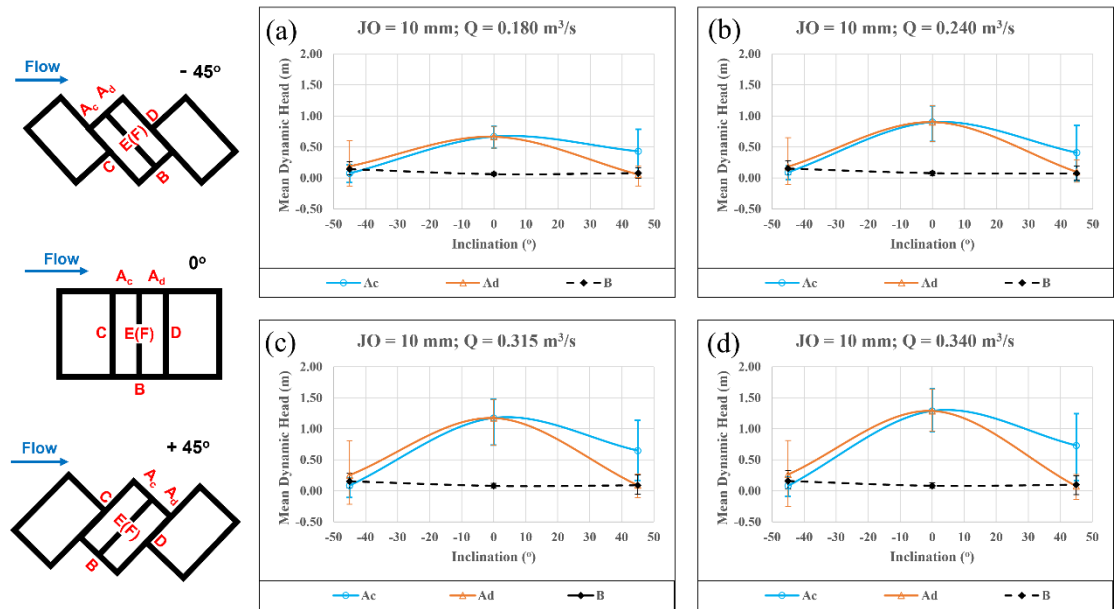 Flow
- 45°
A_c
A_d
D
E(F)
C
B
Flow
0°
A_c
A_d
C
E(F)
D
B
Flow
+ 45°
A_c
A_d
C
E(F)
D
B
(a) JO = 10 mm; Q = 0.180 m³/s
Mean Dynamic Head (m)
2.00
1.50
1.00
0.50
0.00
-0.50
-50 -40 -30 -20 -10 0 10 20 30 40 50
Inclination (°)
Ac Ad B
(b) JO = 10 mm; Q = 0.240 m³/s
Mean Dynamic Head (m)
2.00
1.50
1.00
0.50
0.00
-0.50
-50 -40 -30 -20 -10 0 10 20 30 40 50
Inclination (°)
Ac Ad B
(c) JO = 10 mm; Q = 0.315 m³/s
Mean Dynamic Head (m)
2.00
1.50
1.00
0.50
0.00
-0.50
-50 -40 -30 -20 -10 0 10 20 30 40 50
Inclination (°)
Ac Ad B
(d) JO = 10 mm; Q = 0.340 m³/s
Mean Dynamic Head (m)
2.00
1.50
1.00
0.50
0.00
-0.50
-50 -40 -30 -20 -10 0 10 20 30 40 50
Inclination (°)
Ac Ad B